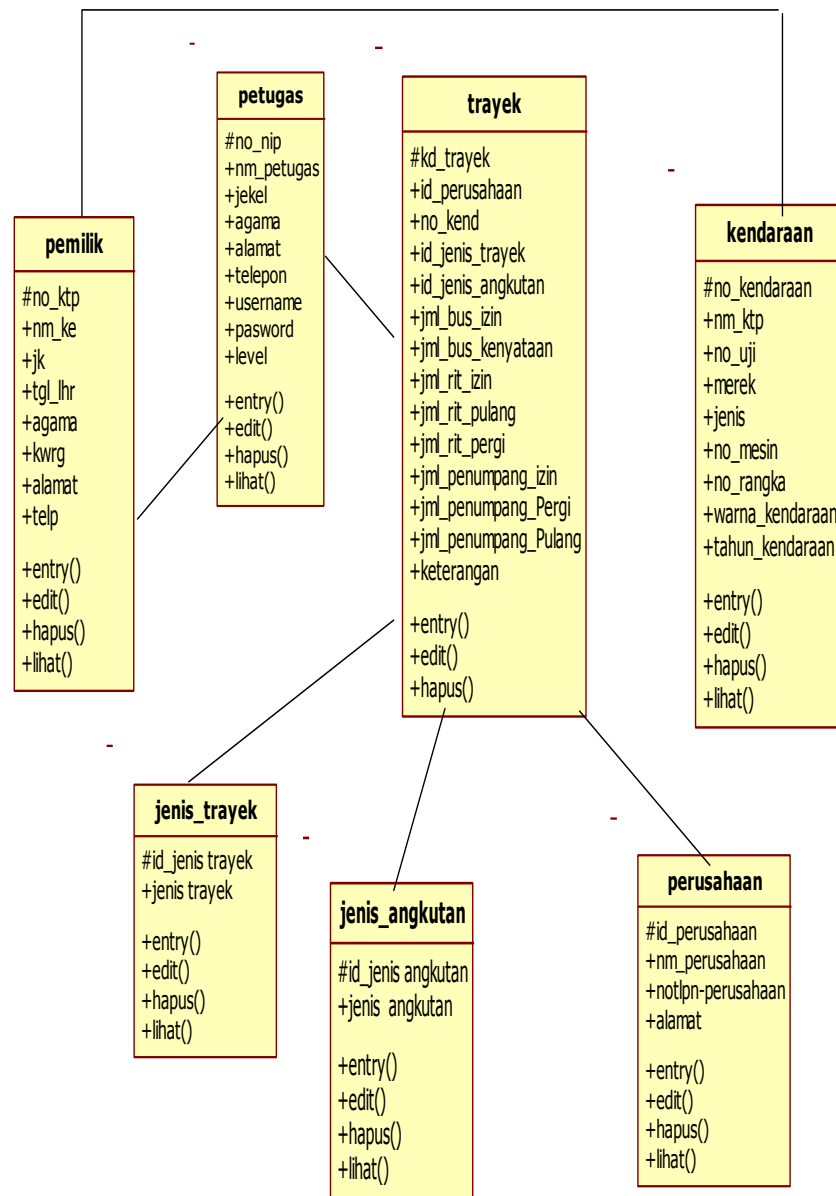 petugas
#no_nip
+nm_petugas
+jekel
+agama
+alamat
+telepon
+username
+pasword
+level
+entry()
+edit()
+hapus()
+lihat()
trayek
#kd_trayek
+id_perusahaan
+no_kend
+id_jenis_trayek
+id_jenis_angkutan
+jml_bus_izin
+jml_bus_kenyataan
+jml_rit_izin
+jml_rit_pulang
+jml_rit_pergi
+jml_penumpang_izin
+jml_penumpang_Pergi
+jml_penumpang_Pulang
+keterangan
+entry()
+edit()
+hapus()
pemilik
#no_ktp
+nm_ke
+jk
+tgl_lhr
+agama
+kwrg
+alamat
+telp
+entry()
+edit()
+hapus()
+lihat()
kendaraan
#no_kendaraan
+nm_ktp
+no_uji
+merek
+jenis
+no_mesin
+no_rangka
+warna_kendaraan
+tahun_kendaraan
+entry()
+edit()
+hapus()
+lihat()
jenis_trayek
#id_jenis trayek
+jenis trayek
+entry()
+edit()
+hapus()
+lihat()
jenis_angkutan
#id_jenis angkutan
+jenis angkutan
+entry()
+edit()
+hapus()
+lihat()
perusahaan
#id_perusahaan
+nm_perusahaan
+notlpn-perusahaan
+alamat
+entry()
+edit()
+hapus()
+lihat()